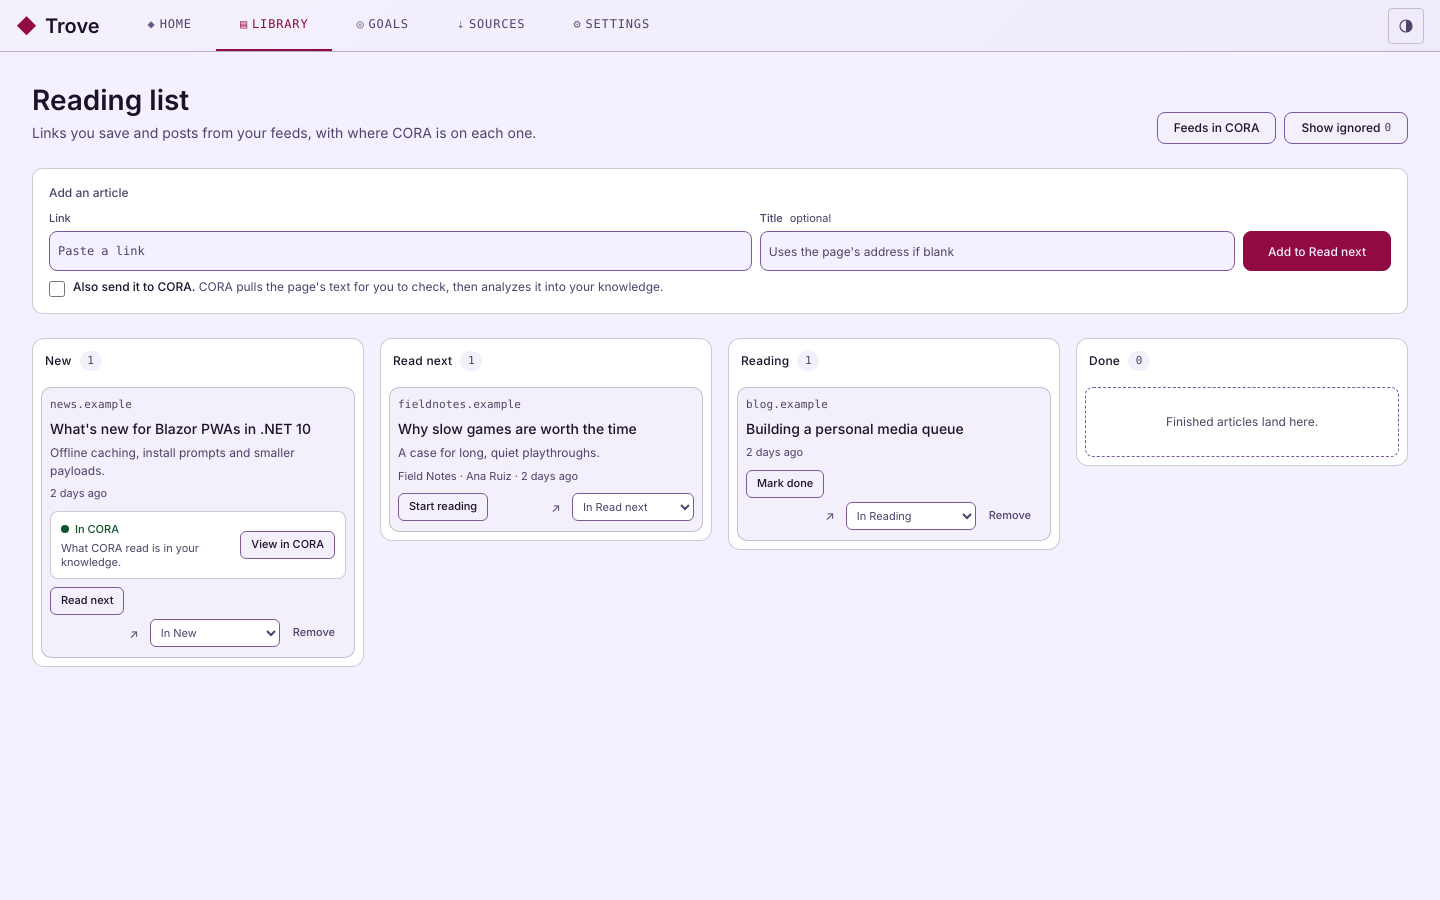 Trove
◆ HOME
▤ LIBRARY
◎ GOALS
↓ SOURCES
⚙ SETTINGS
Reading list
Links you save and posts from your feeds, with where CORA is on each one.
Feeds in CORA
Show ignored 0
Add an article
Link
Title optional
Paste a link
Uses the page's address if blank
Add to Read next
Also send it to CORA. CORA pulls the page's text for you to check, then analyzes it into your knowledge.
New 1
news.example
What's new for Blazor PWAs in .NET 10
Offline caching, install prompts and smaller
payloads.
2 days ago
In CORA
What CORA read is in your
knowledge.
View in CORA
Read next
↗ In New Remove
Read next 1
fieldnotes.example
Why slow games are worth the time
A case for long, quiet playthroughs.
Field Notes · Ana Ruiz · 2 days ago
Start reading ↗ In Read next
Reading 1
blog.example
Building a personal media queue
2 days ago
Mark done
↗ In Reading Remove
Done 0
Finished articles land here.